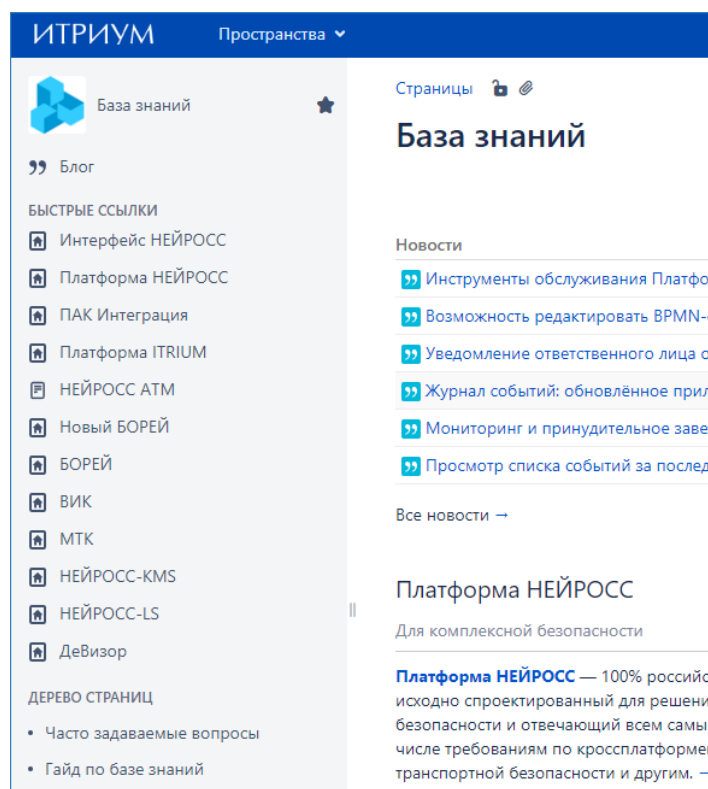 ИТРИУМ Пространства
База знаний
Блог
БЫСТРЫЕ ССЫЛКИ
Интерфейс НЕЙРОСС
Платформа НЕЙРОСС
ПАК Интеграция
Платформа ITRIUM
НЕЙРОСС АТМ
Новый БОРЕЙ
БОРЕЙ
ВИК
МТК
НЕЙРОСС-KMS
НЕЙРОСС-LS
ДеВизор
ДЕРЕВО СТРАНИЦ
• Часто задаваемые вопросы
• Гайд по базе знаний
Страницы
База знаний
Новости
Инструменты обслуживания
Возможность редактировать BPMN-
Уведомление ответственного лица
Журнал событий: обновлённое
Мониторинг и принудительное
Просмотр списка событий за
Все новости →
Платформа НЕЙРОСС
Для комплексной безопасности
Платформа НЕЙРОСС — 100%
исходно спроектированный для
безопасности и отвечающий всем
числе требованиям по
транспортной безопасности и другим.